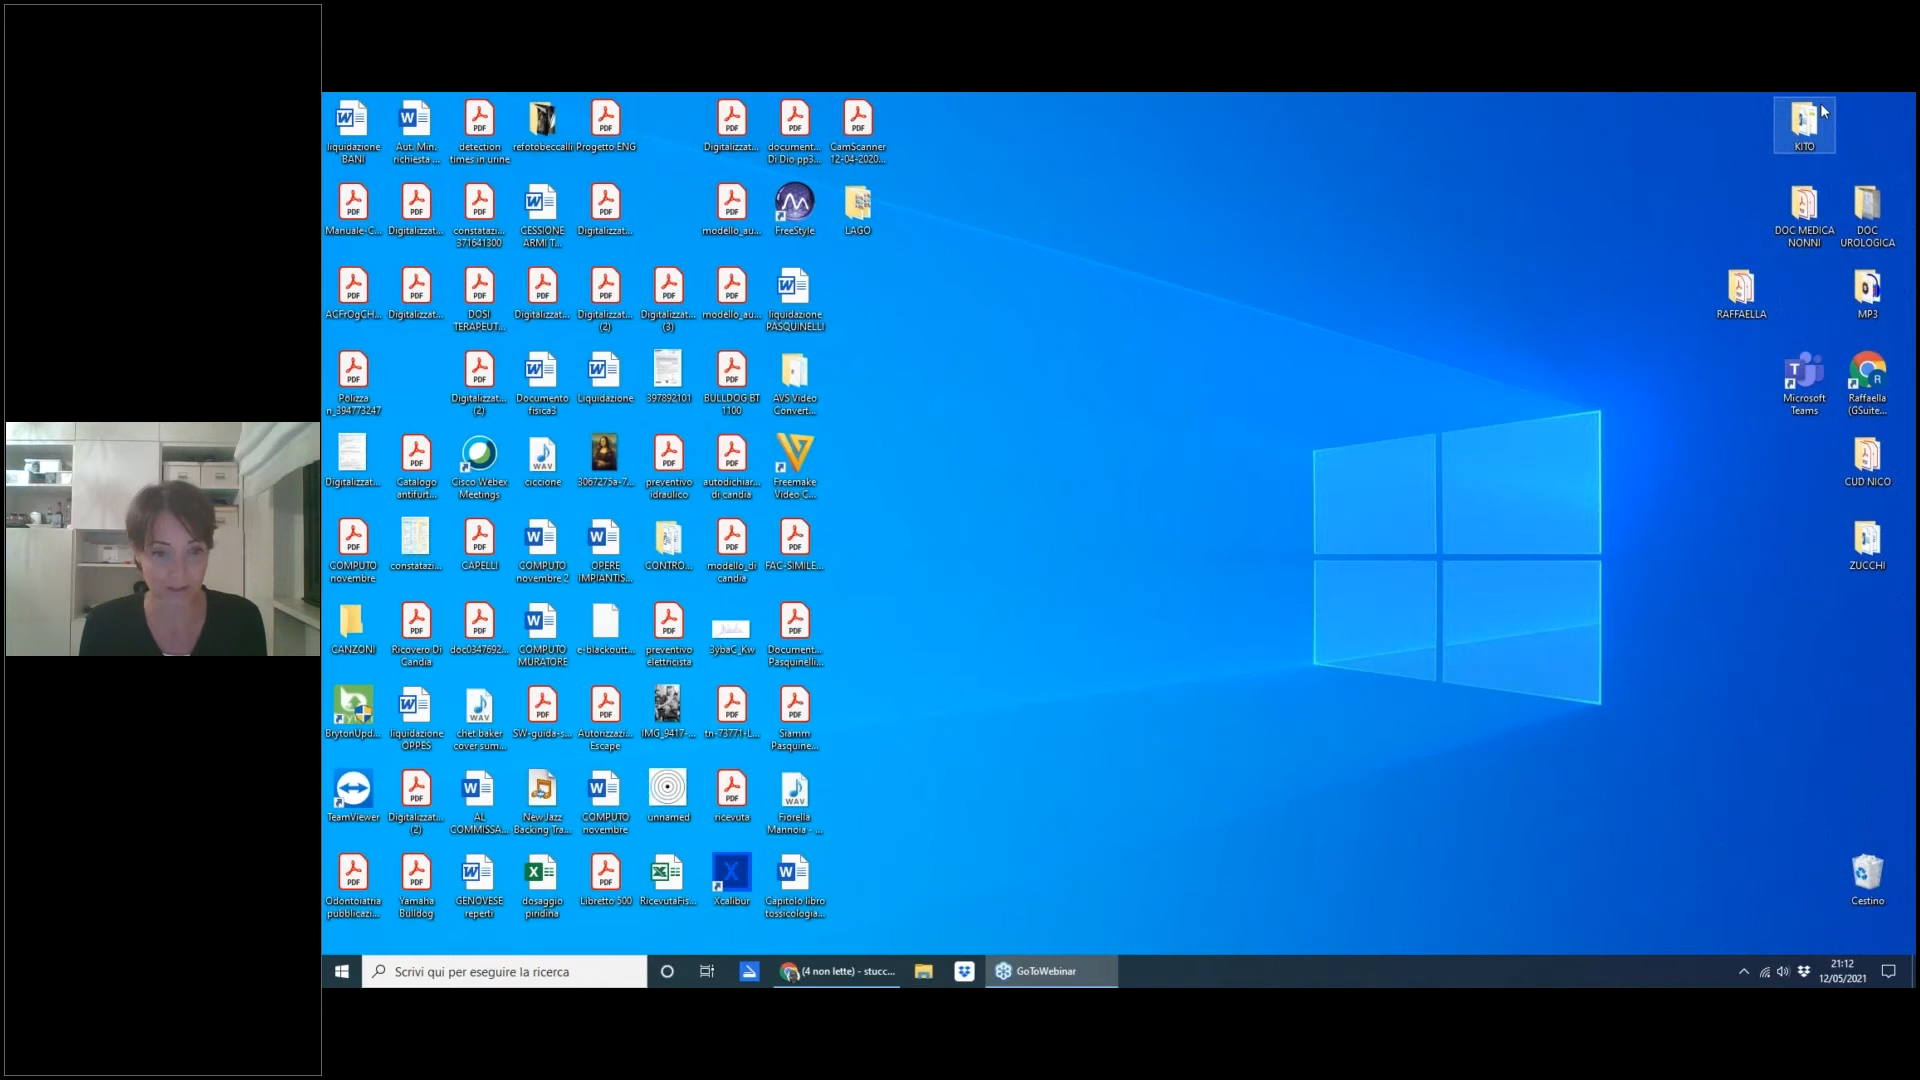 liquidazione
BANI
Aut. Min.
richiesta ...
detection
times in urine
refotobeccalli
Progetto ENG
Digitalizzat...
document...
Di Dio pp3...
CamScanner
12-04-2020...
KITO
Manuale-C...
Digitalizzat...
constatazi...
371641300
CESSIONE
ARMI T...
Digitalizzat...
modello_au...
FreeStyle
LAGO
DOC MEDICA
NONNI
DOC
UROLOGICA
ACFrOgCH...
Digitalizzat...
DOSI
TERAPEUT...
Digitalizzat...
Digitalizzat...
(2)
Digitalizzat...
(3)
modello_au...
liquidazione
PASQUINELLI
RAFFAELLA
MP3
Polizza
n_394773247
Digitalizzat...
(2)
Documento
fisica3
Liquidazione
397892101
BULLDOG BT
1100
AVS Video
Convert...
Microsoft
Teams
Raffaella
(GSuite...
Digitalizzat...
Catalogo
antifurt...
Cisco Webex
Meetings
WAV
ciccione
3067275a-7...
preventivo
idraulico
autodichiar...
di candia
Freemake
Video C...
CUD NICO
COMPUTO
novembre
constatazi...
CAPELLI
COMPUTO
novembre 2
OPERE
IMPIANTIS...
CONTRO...
modello_di
candia
FAC-SIMILE...
ZUCCHI
CANZONI
Ricovero Di
Candia
doc0347692...
COMPUTO
MURATORE
e-blackoutt...
preventivo
elettricista
3ybaC_Kw
Document...
Pasquinelli...
BrytonUpd...
liquidazione
OPPES
WAV
chet baker
cover sum...
SW-guida-s...
Autorizzazi...
Escape
IMG_9417-...
tn-73771-L...
Siamm
Pasquine...
TeamViewer
Digitalizzat...
(2)
AL
COMMISSA...
New Jazz
Backing Tra...
COMPUTO
novembre
unnamed
ricevuta
WAV
Fiorella
Mannoia - ...
Odontoiatria
pubblicazi...
Yamaha
Bulldog
GENOVESE
reperti
dosaggio
piridina
Libretto 500
RicevutaFis...
Xcalibur
Capitolo libro
tossicologia...
Cestino
Scrivi qui per eseguire la ricerca
(4 non lette) - stucc...
GoToWebinar
21:12
12/05/2021